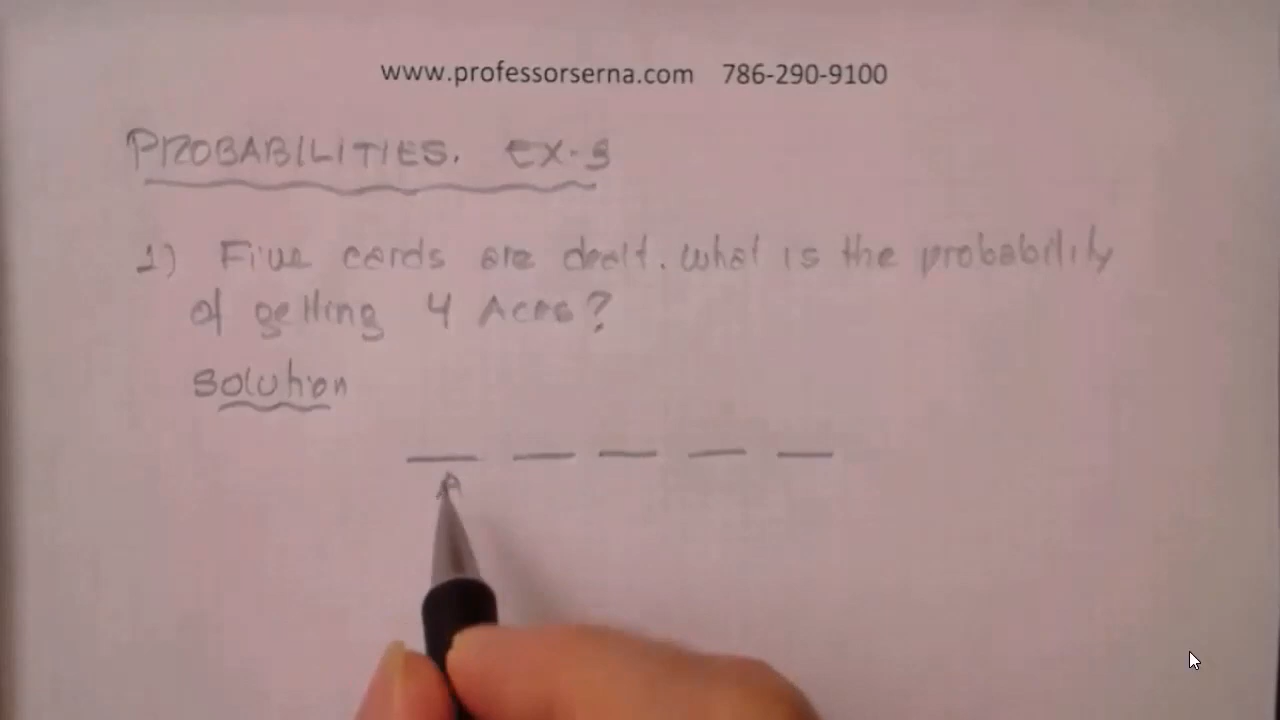 www.professorserna.com 786-290-9100
PROBABILITIES. EX-3
1) Five cards are dealt. what is the probability
of getting 4 Aces?
Solution
A